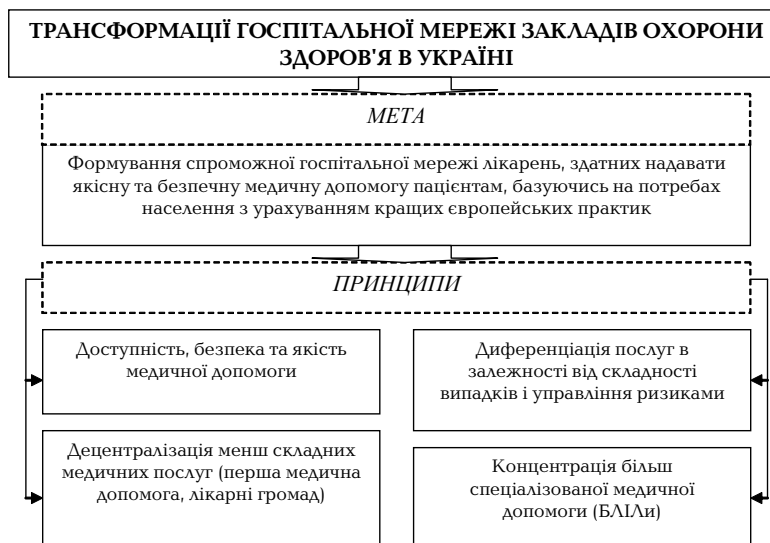 ТРАНСФОРМАЦІЇ ГОСПІТАЛЬНОЇ МЕРЕЖІ ЗАКЛАДІВ ОХОРОНИ
ЗДОРОВ'Я В УКРАЇНІ
МЕТА
Формування спроможної госпітальної мережі лікарень, здатних надавати
якісну та безпечну медичну допомогу пацієнтам, базуючись на потребах
населення з урахуванням кращих європейських практик
ПРИНЦИПИ
Доступність, безпека та якість
медичної допомоги
Диференціація послуг в
залежності від складності
випадків і управління ризиками
Децентралізація менш складних
медичних послуг (перша медична
допомога, лікарні громад)
Концентрація більш
спеціалізованої медичної
допомоги (БЛІЛи)